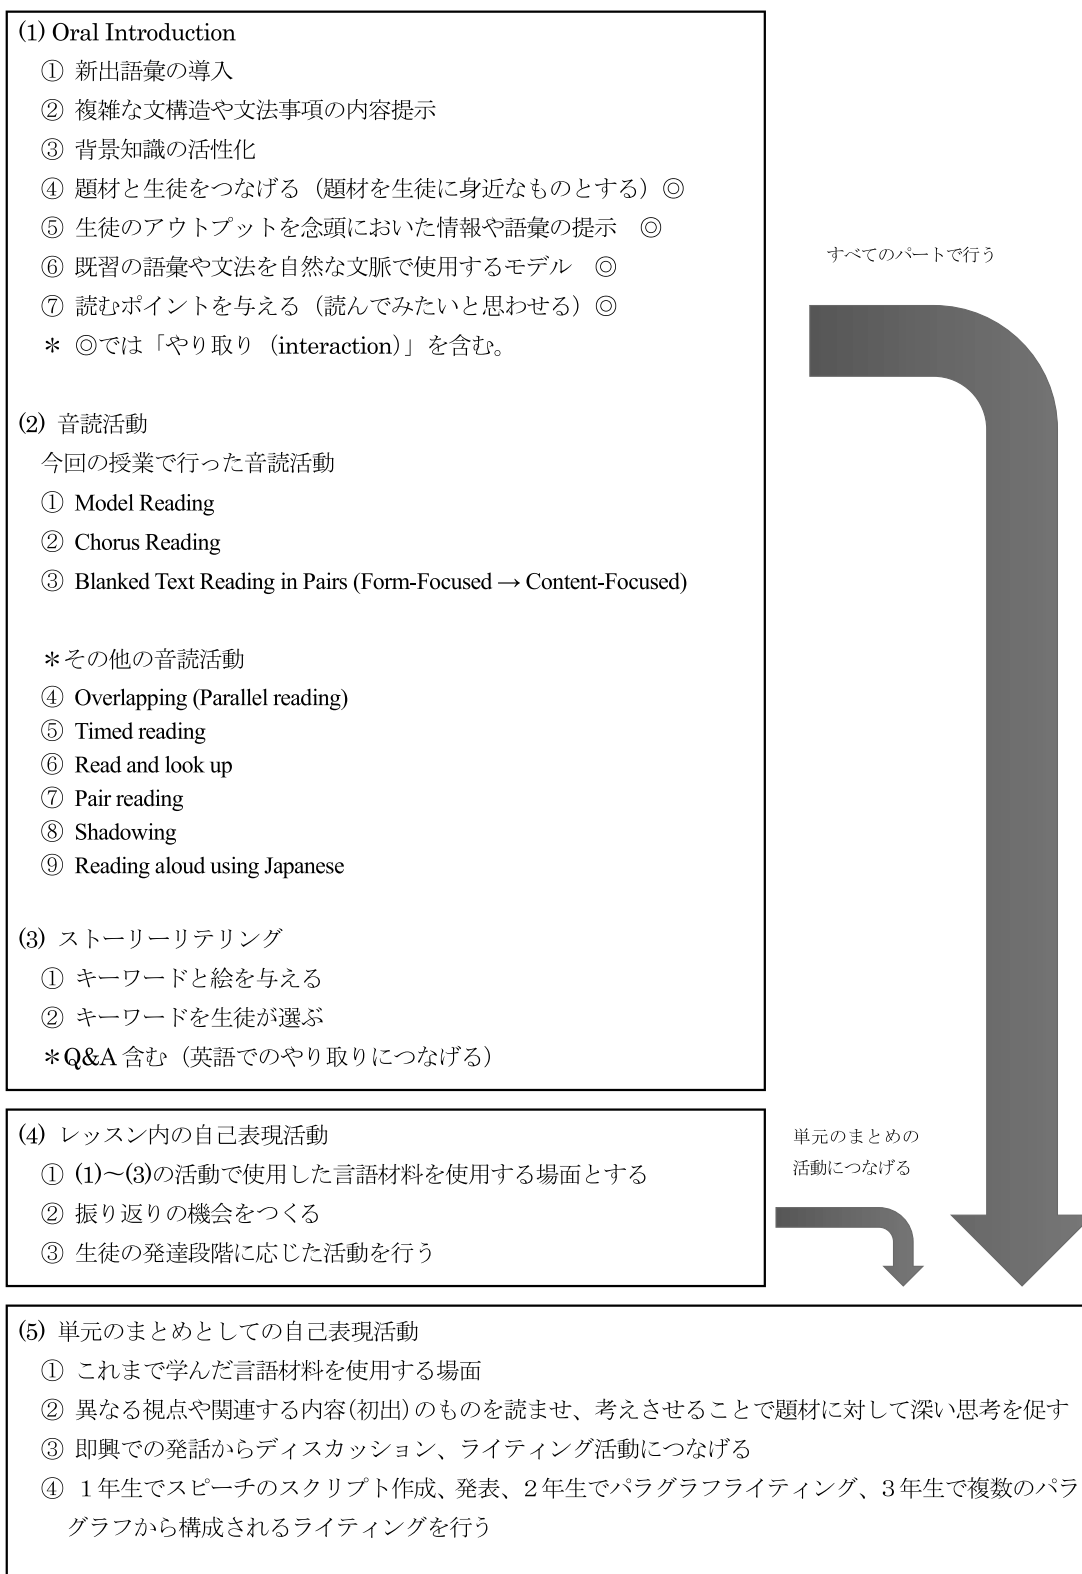 (1) Oral Introduction
① 新出語彙の導入
② 複雑な文構造や文法事項の内容提示
③ 背景知識の活性化
④ 題材と生徒をつなげる（題材を生徒に身近なものとする）◎
⑤ 生徒のアウトプットを念頭においた情報や語彙の提示　◎
⑥ 既習の語彙や文法を自然な文脈で使用するモデル　◎
⑦ 読むポイントを与える（読んでみたいと思わせる）◎
＊ ◎では「やり取り（interaction）」を含む。
すべてのパートで行う
(2) 音読活動
今回の授業で行った音読活動
① Model Reading
② Chorus Reading
③ Blanked Text Reading in Pairs (Form-Focused → Content-Focused)
＊その他の音読活動
④ Overlapping (Parallel reading)
⑤ Timed reading
⑥ Read and look up
⑦ Pair reading
⑧ Shadowing
⑨ Reading aloud using Japanese
(3) ストーリーリテリング
① キーワードと絵を与える
② キーワードを生徒が選ぶ
＊Q&A 含む（英語でのやり取りにつなげる）
(4) レッスン内の自己表現活動
① (1)～(3)の活動で使用した言語材料を使用する場面とする
② 振り返りの機会をつくる
③ 生徒の発達段階に応じた活動を行う
単元のまとめの
活動につなげる
(5) 単元のまとめとしての自己表現活動
① これまで学んだ言語材料を使用する場面
② 異なる視点や関連する内容(初出)のものを読ませ、考えさせることで題材に対して深い思考を促す
③ 即興での発話からディスカッション、ライティング活動につなげる
④ １年生でスピーチのスクリプト作成、発表、２年生でパラグラフライティング、３年生で複数のパラ
グラフから構成されるライティングを行う